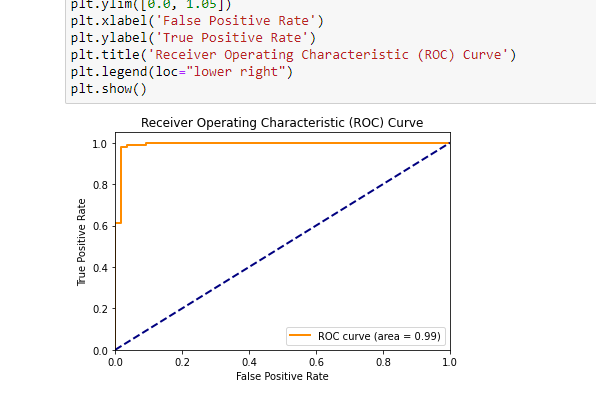 plt.ylim([0.0, 1.05])
plt.xlabel('False Positive Rate')
plt.ylabel('True Positive Rate')
plt.title('Receiver Operating Characteristic (ROC) Curve')
plt.legend(loc="lower right")
plt.show()
Receiver Operating Characteristic (ROC) Curve
1.0
0.8
0.6
0.4
0.2
0.0
True Positive Rate
ROC curve (area = 0.99)
0.0 0.2 0.4 0.6 0.8 1.0
False Positive Rate